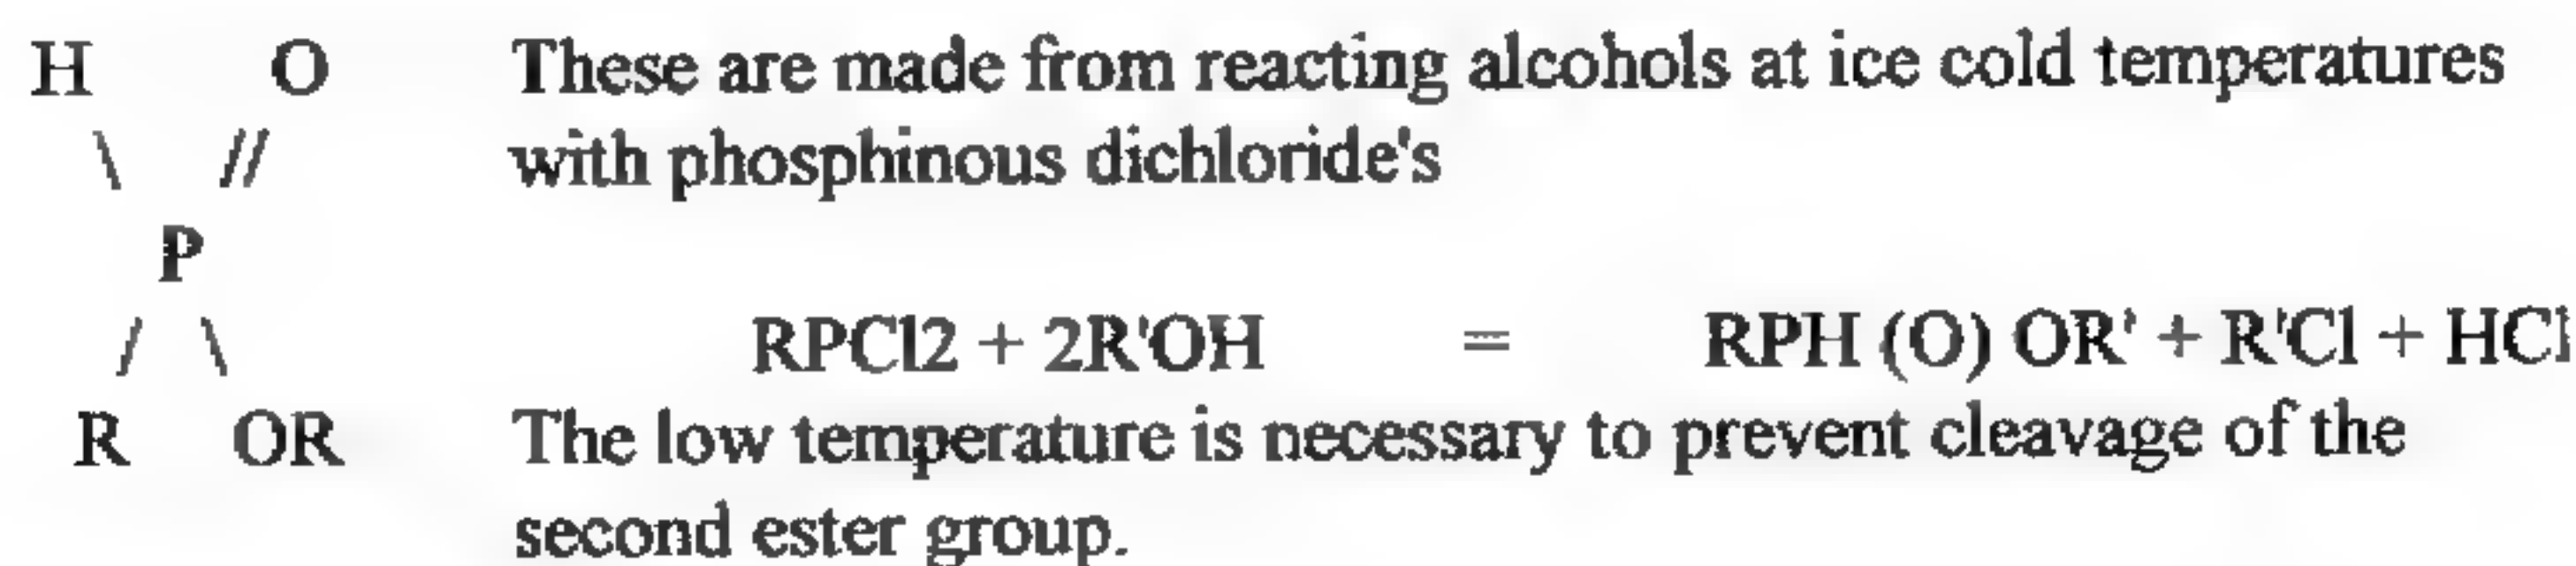 H O These are made from reacting alcohols at ice cold temperatures
\ // with phosphinous dichloride's
P
/ \ RPCl2 + 2R'OH = RPH (O) OR' + R'Cl + HCl
R OR The low temperature is necessary to prevent cleavage of the
second ester group.